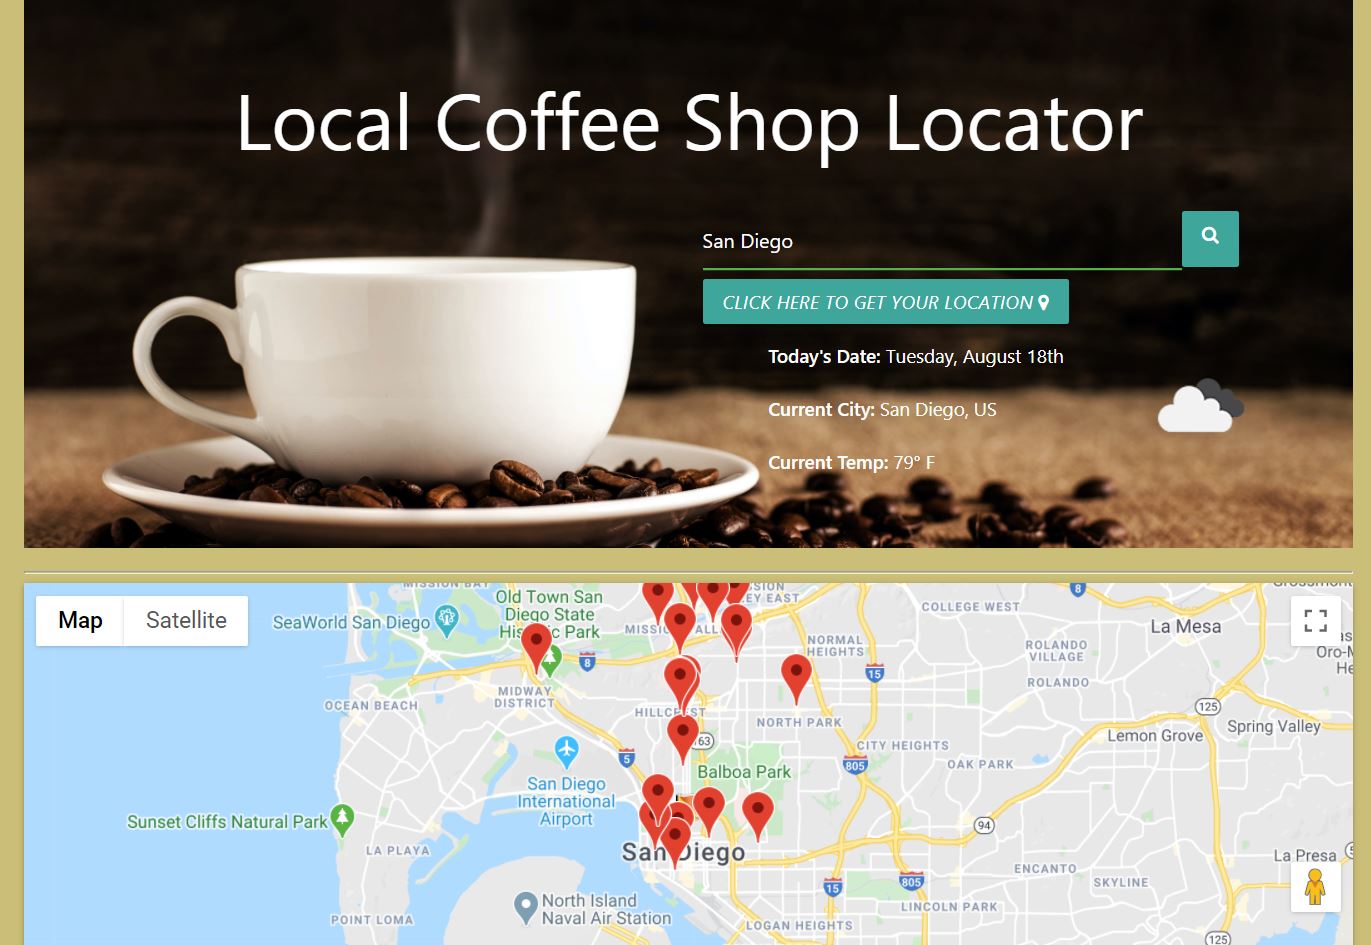 Local Coffee Shop Locator
San Diego
CLICK HERE TO GET YOUR LOCATION
Today's Date: Tuesday, August 18th
Current City: San Diego, US
Current Temp: 79° F
Map
Satellite
SeaWorld San Diego
Old Town San
Diego State
Historic Park
COLLEGE WEST
8
La Mesa
NORMAL
HEIGHTS
ROLANDO
VILLAGE
8
15
ROLANDO
MIDWAY
DISTRICT
OCEAN BEACH
HILLCREST
NORTH PARK
125
Spring Valley
Lemon Grove
163
CITY HEIGHTS
5
805
OAK PARK
Balboa Park
San Diego
International
Airport
Sunset Cliffs Natural Park
94
LA PLAYA
San Diego
La Presa
ENCANTO
SKYLINE
15
805
North Island
Naval Air Station
LINCOLN PARK
POINT LOMA
LOGAN HEIGHTS
125